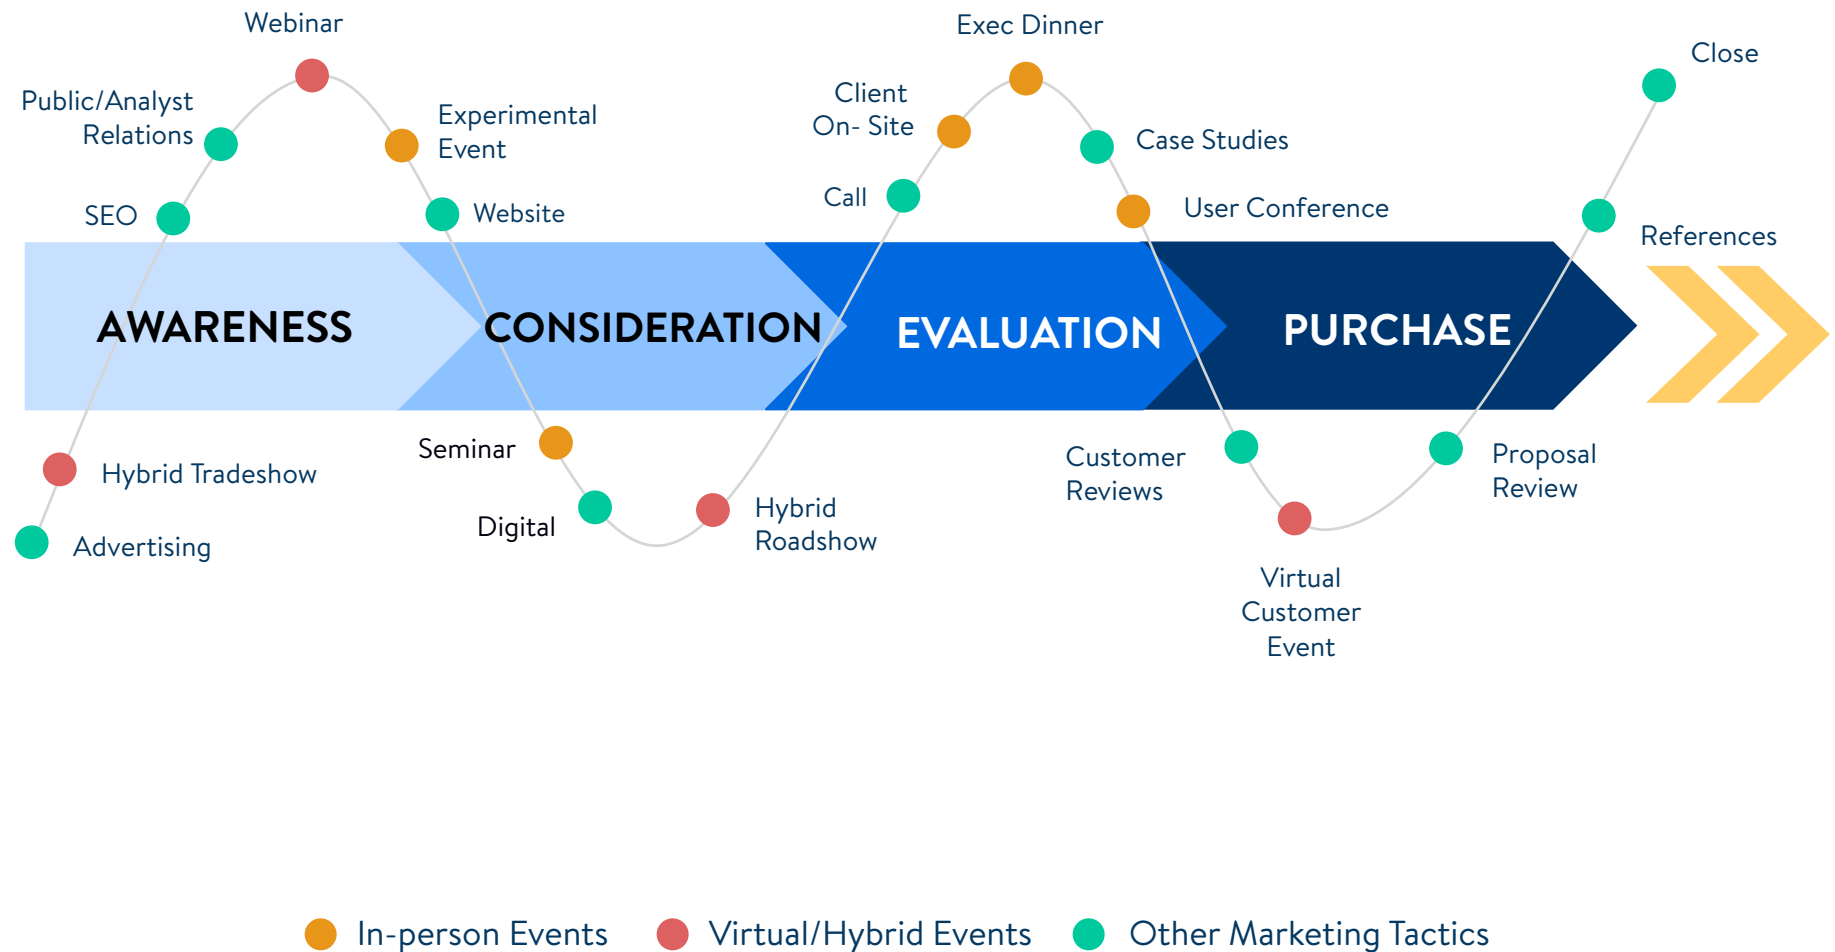 Webinar
Exec Dinner
Close
Public/Analyst
Relations
Experimental
Event
Client
On- Site
Case Studies
SEO
Website
Call
User Conference
References
AWARENESS
CONSIDERATION
EVALUATION
PURCHASE
Hybrid Tradeshow
Seminar
Customer
Reviews
Proposal
Review
Advertising
Digital
Hybrid
Roadshow
Virtual
Customer
Event
In-person Events
Virtual/Hybrid Events
Other Marketing Tactics